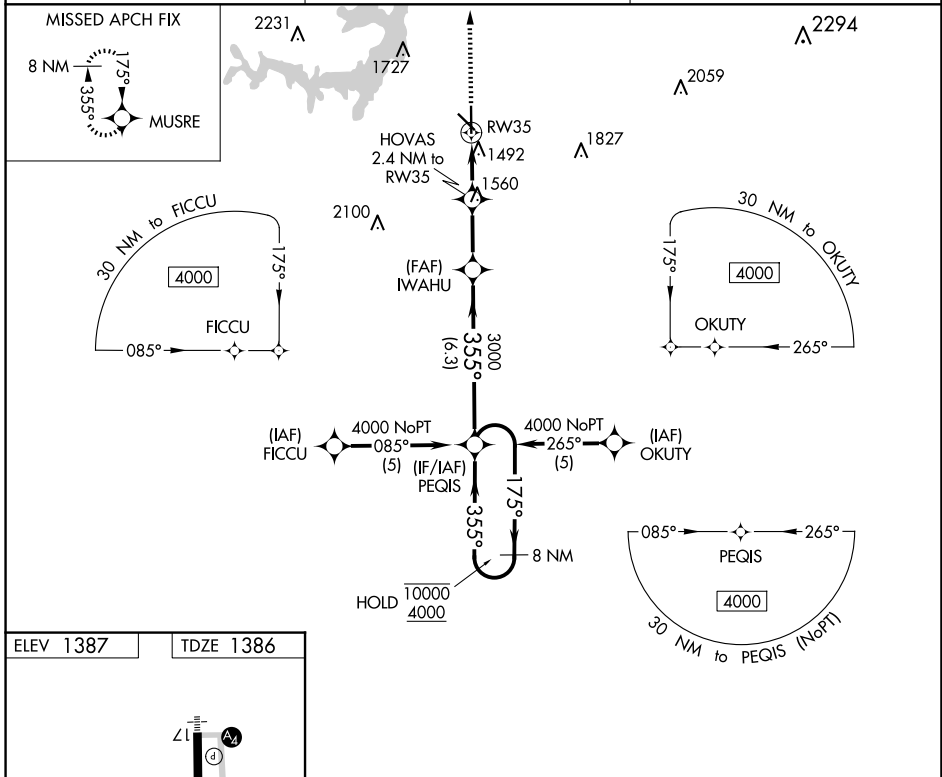 MISSED APCH FIX
8 NM
175°
355°
MUSRE
2231
1727
2294
2059
1827
RW35
1492
HOVAS
2.4 NM to
RW35
1560
2100
30 NM to FICCU
175°
4000
FICCU
085°
30 NM to OKUTY
175°
4000
OKUTY
265°
(FAF)
IWAHU
3000
355°
(6.3)
(IAF)
FICCU
4000 NoPT
085°
(5)
(IF/IAF)
PEQIS
4000 NoPT
265°
(5)
(IAF)
OKUTY
175°
355°
8 NM
HOLD
10000
4000
085°
265°
PEQIS
4000
30 NM to PEQIS (NoPT)
ELEV 1387
TDZE 1386
17
A4
P